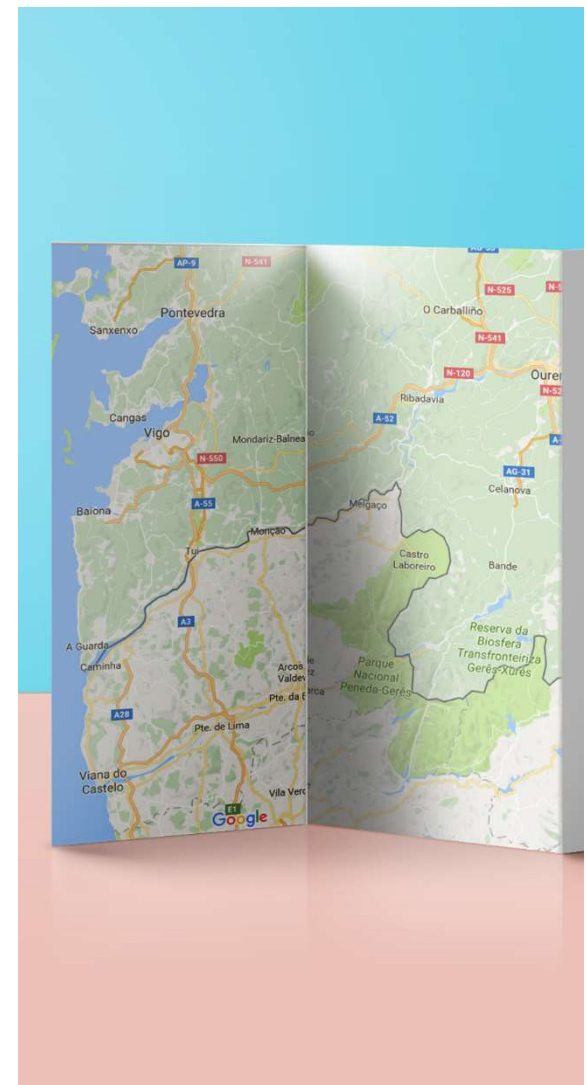 AP-9
N-541
Pontevedra
Sanxenxo
Cangas
Vigo
Mondariz-Balnea
N-550
A-55
Baiona
Monção
Tui
A Guarda
Caminha
A3
Arcos
Valdev
Pte. da
A28
Pte. de Lima
Viana do
Castelo
Vila Verd
E1
Google
N-525
O Carballiño
N-541
N-120
Ribadavia
A-52
AG-31
Celanova
Melgaço
Castro
Laboreiro
Bande
Reserva da
Biosfera
Transfronteiriza
Gerês-Xurés
Parque
Nacional
Peneda-Gerês